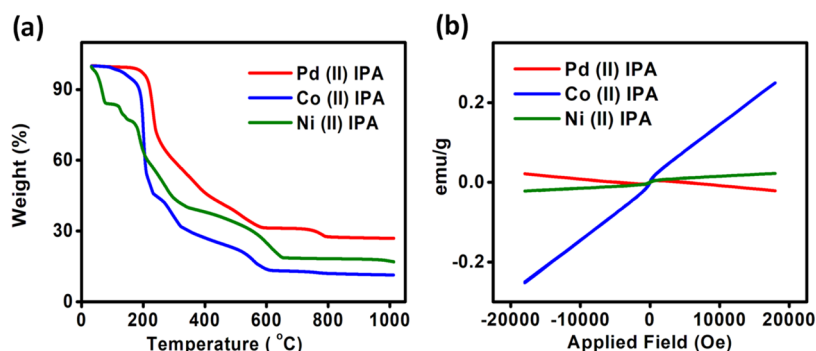 (a)
Weight (%)
90
60
30
0
Pd (II) IPA
Co (II) IPA
Ni (II) IPA
0 200 400 600 800 1000
Temperature ( °C)
(b)
emu/g
0.2
0.0
-0.2
Pd (II) IPA
Co (II) IPA
Ni (II) IPA
-20000 -10000 0 10000 20000
Applied Field (Oe)